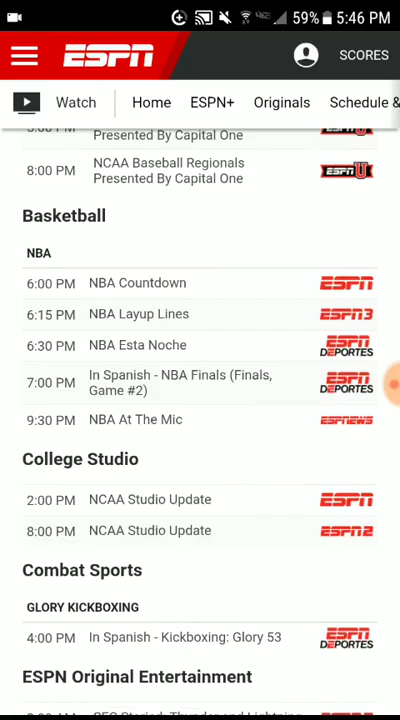 59% 5:46 PM
ESPN SCORES
Watch Home ESPN+ Originals Schedule &
5:00 PM
Presented By Capital One ESPNU
8:00 PM NCAA Baseball Regionals
Presented By Capital One ESPNU
Basketball
NBA
6:00 PM NBA Countdown ESPN
6:15 PM NBA Layup Lines ESPN3
6:30 PM NBA Esta Noche ESPN DEPORTES
7:00 PM In Spanish - NBA Finals (Finals,
Game #2) ESPN DEPORTES
9:30 PM NBA At The Mic ESPNEWS
College Studio
2:00 PM NCAA Studio Update ESPN
8:00 PM NCAA Studio Update ESPN2
Combat Sports
GLORY KICKBOXING
4:00 PM In Spanish - Kickboxing: Glory 53 ESPN DEPORTES
ESPN Original Entertainment